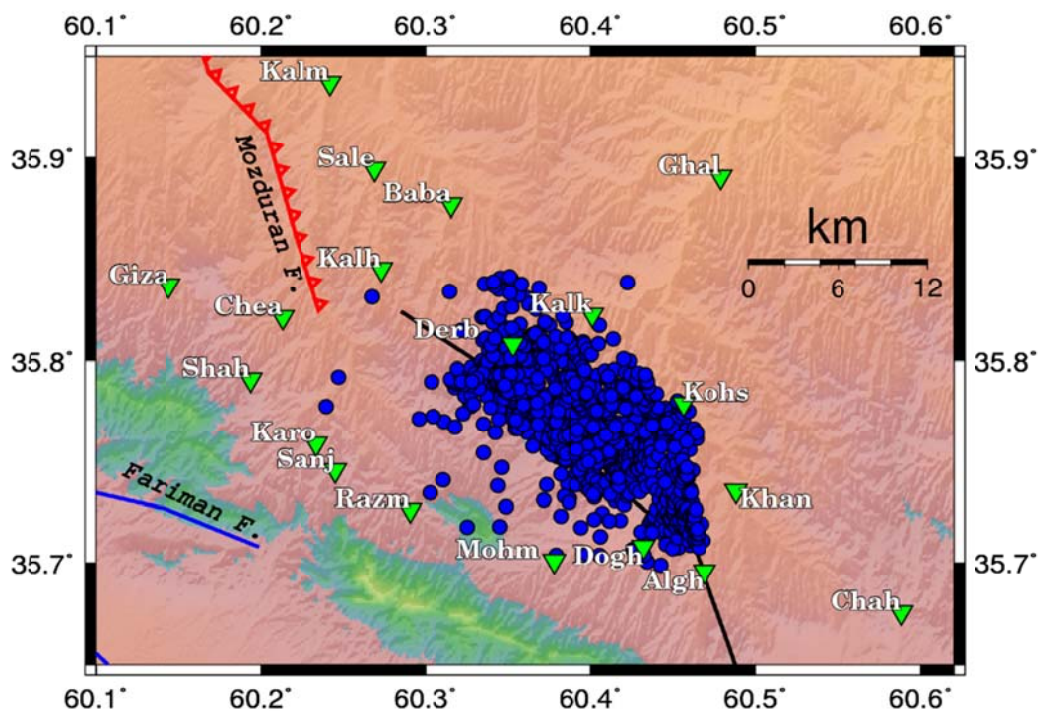 60.1° 60.2° 60.3° 60.4° 60.5° 60.6°
Kalm
35.9° 35.9°
Sale
Ghal
Baba
Mozduran F.
km
Kalh
Giza
0 6 12
Chea
Kalk
Derb
35.8° 35.8°
Shah
Kohs
Karo
Sanj
Fariman F.
Razm
Khan
Mohm
Dogh
35.7° 35.7°
Algh
Chah
60.1° 60.2° 60.3° 60.4° 60.5° 60.6°